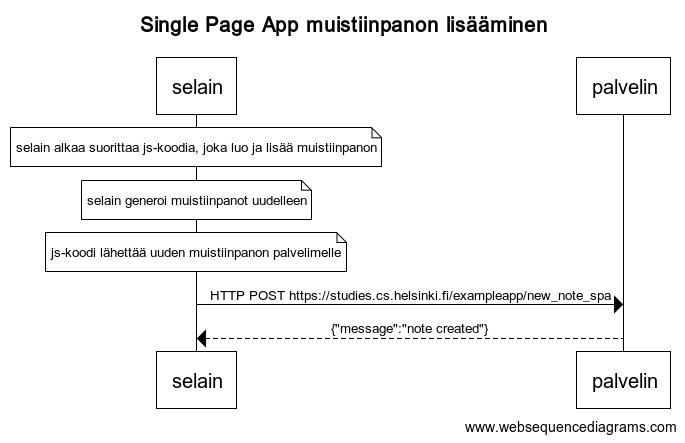 Single Page App muistiinpanon lisääminen
selain palvelin
selain alkaa suorittaa js-koodia, joka luo ja lisää muistiinpanon
selain generoi muistiinpanot uudelleen
js-koodi lähettää uuden muistiinpanon palvelimelle
HTTP POST https://studies.cs.helsinki.fi/exampleapp/new_note_spa
{"message":"note created"}
selain palvelin
www.websequencediagrams.com